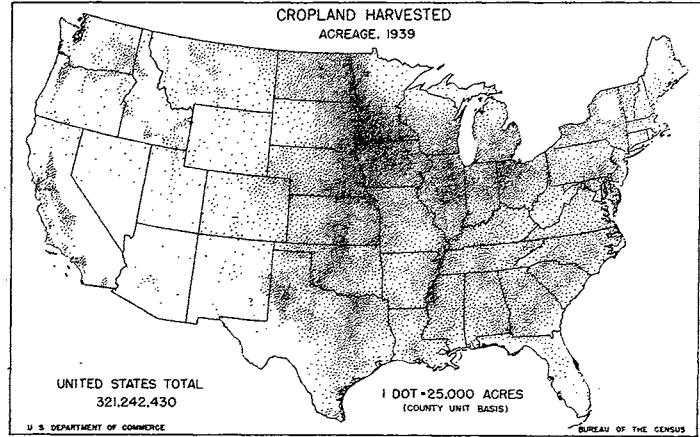 CROPLAND HARVESTED
ACREAGE, 1939
UNITED STATES TOTAL
321,242,430
1 DOT = 25,000 ACRES
(COUNTY UNIT BASIS)
U S DEPARTMENT OF COMMERCE
BUREAU OF THE CENSUS